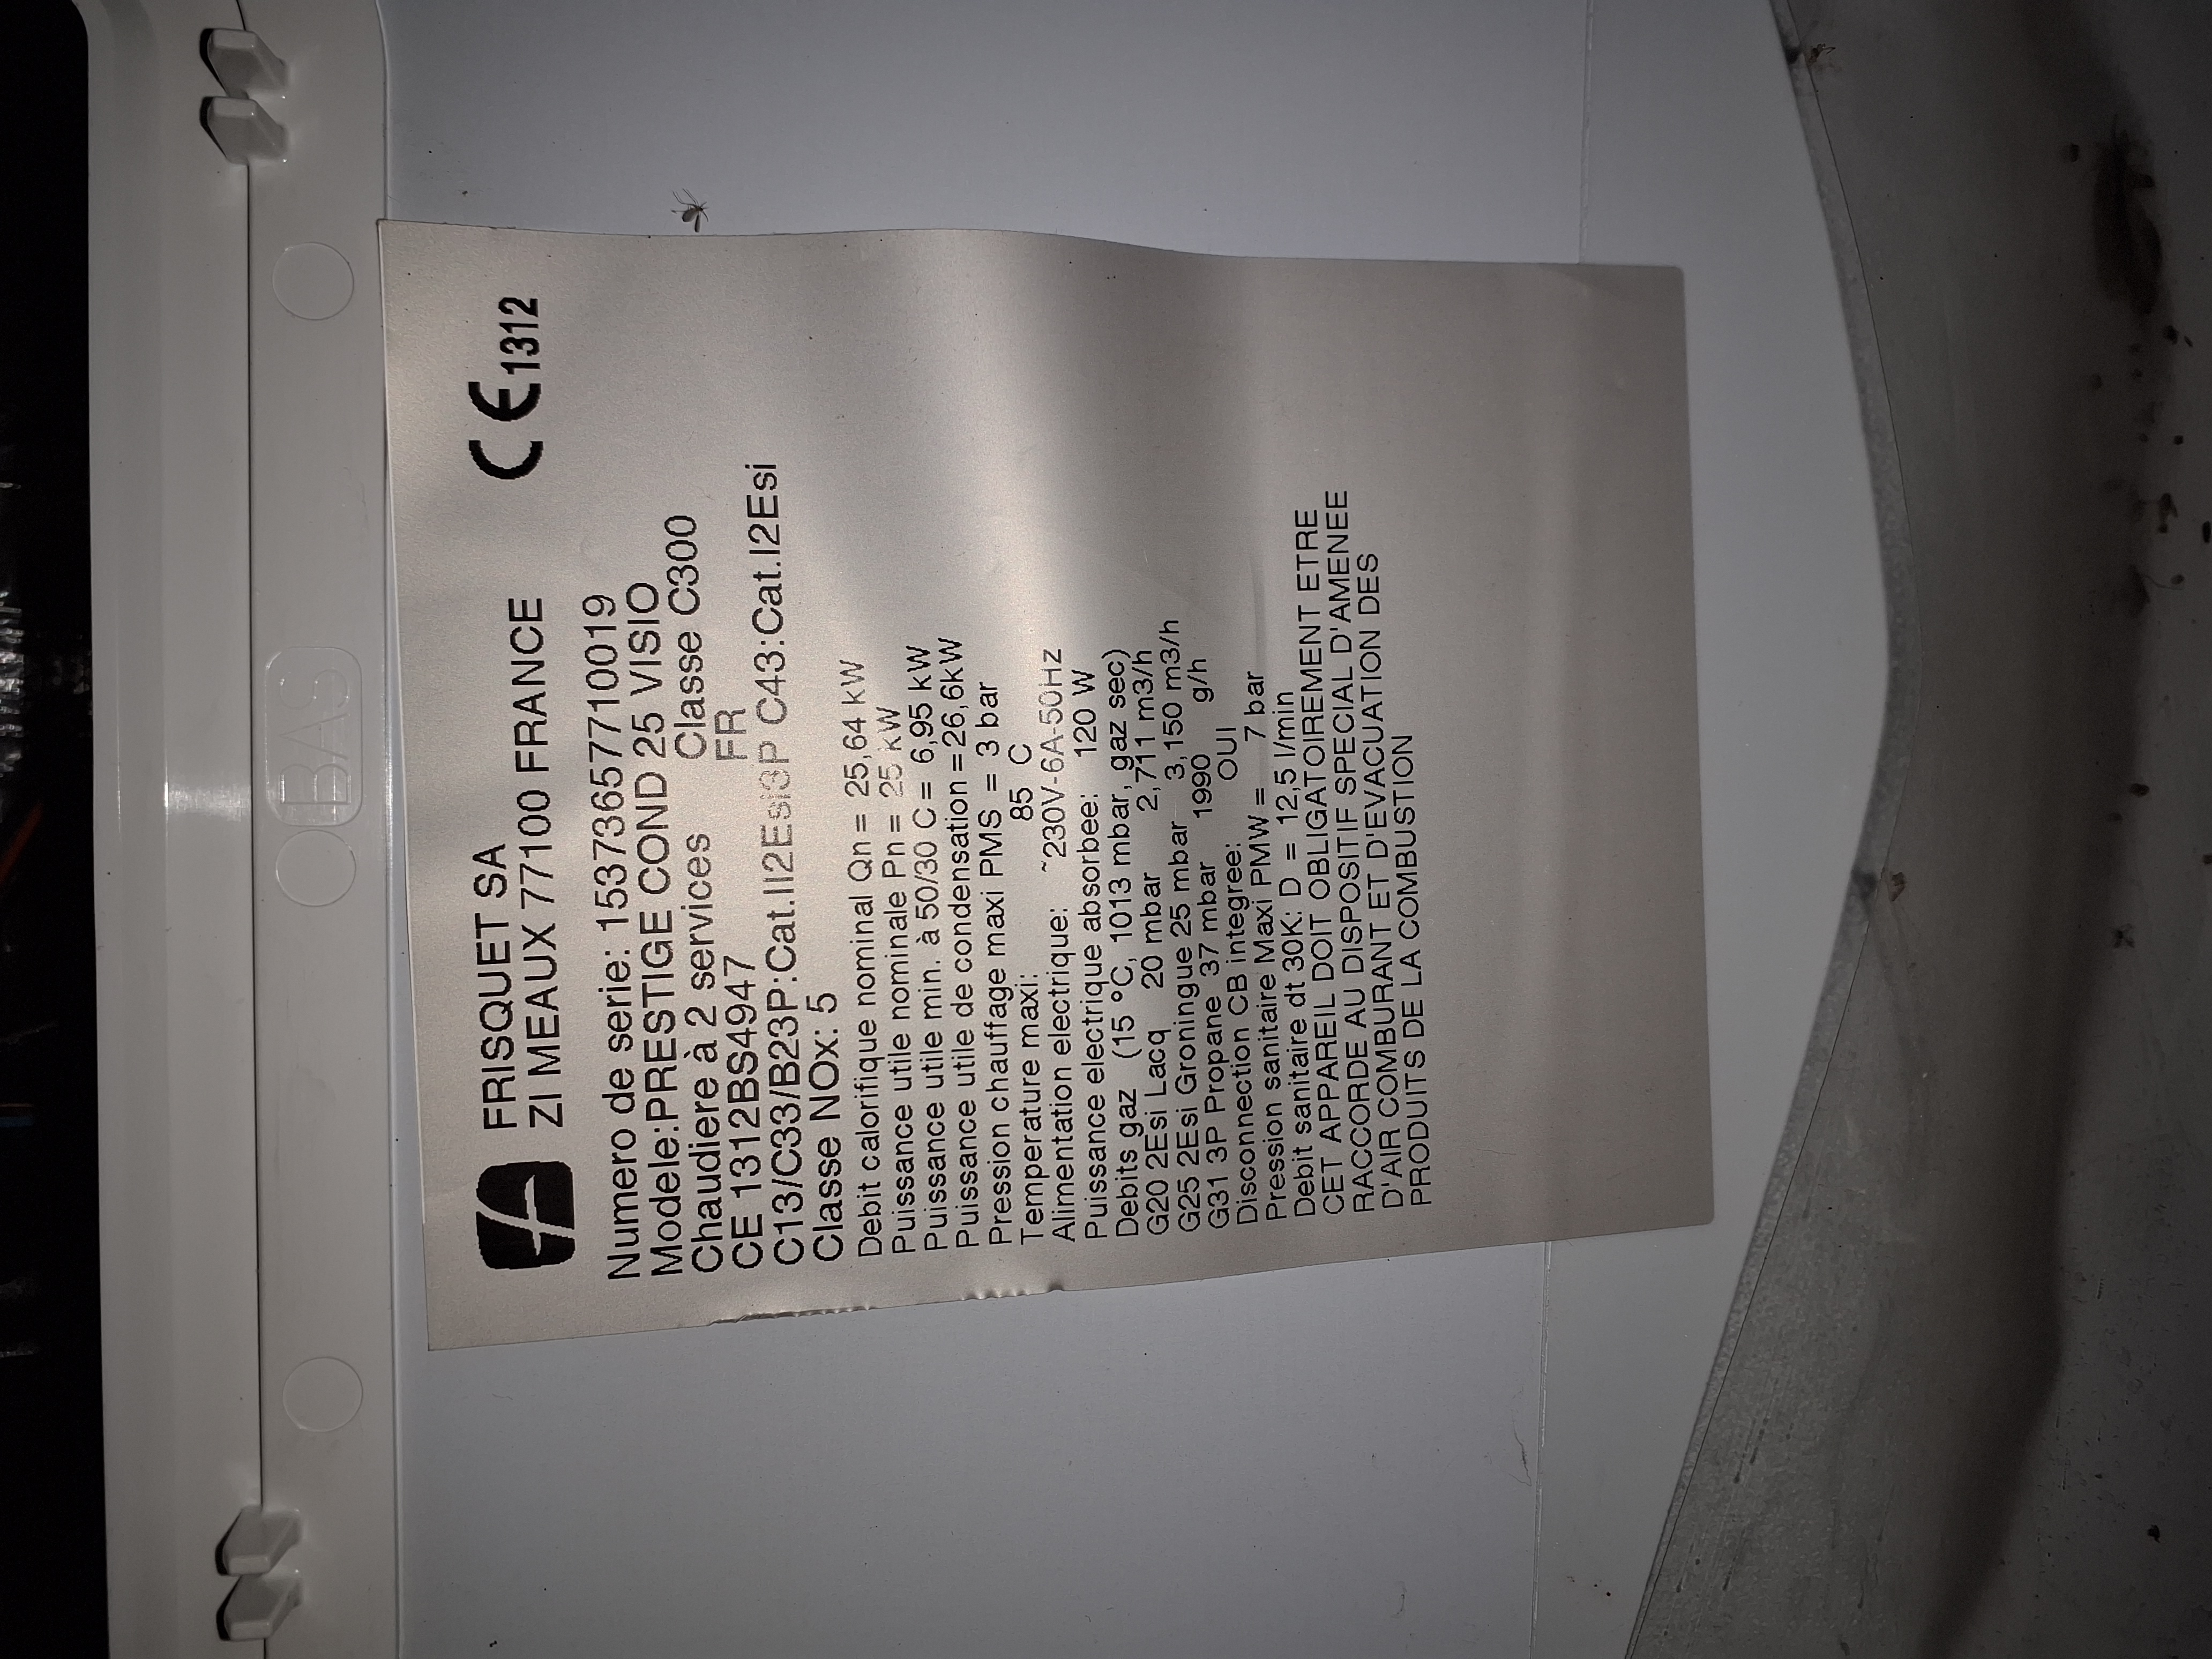 FRISQUET SA
ZI MEAUX 77100 FRANCE
CE 1312
Numero de serie: 15373657710019
Modele:PRESTIGE COND 25 VISIO
Chaudiere à 2 services Classe C300
CE 1312BS4947 FR
C13/C33/B23P:Cat.II2Esi3P C43:Cat.I2Esi
Classe NOx: 5
Debit calorifique nominal Qn = 25,64 kW
Puissance utile nominale Pn = 25 kW
Puissance utile min. à 50/30 C = 6,95 kW
Puissance utile de condensation =26,6kW
Pression chauffage maxi PMS = 3 bar
Temperature maxi: 85 C
Alimentation electrique: ~230V-6A-50Hz
Puissance electrique absorbee: 120 W
Debits gaz (15 °C, 1013 mbar, gaz sec)
G20 2Esi Lacq 20 mbar 2,711 m3/h
G25 2Esi Groningue 25 mbar 3,150 m3/h
G31 3P Propane 37 mbar 1990 g/h
Disconnection CB integree: OUI
Pression sanitaire Maxi PMW = 7 bar
Debit sanitaire dt 30K: D = 12,5 l/min
CET APPAREIL DOIT OBLIGATOIREMENT ETRE
RACCORDE AU DISPOSITIF SPECIAL D'AMENEE
D'AIR COMBURANT ET D'EVACUATION DES
PRODUITS DE LA COMBUSTION
BAS